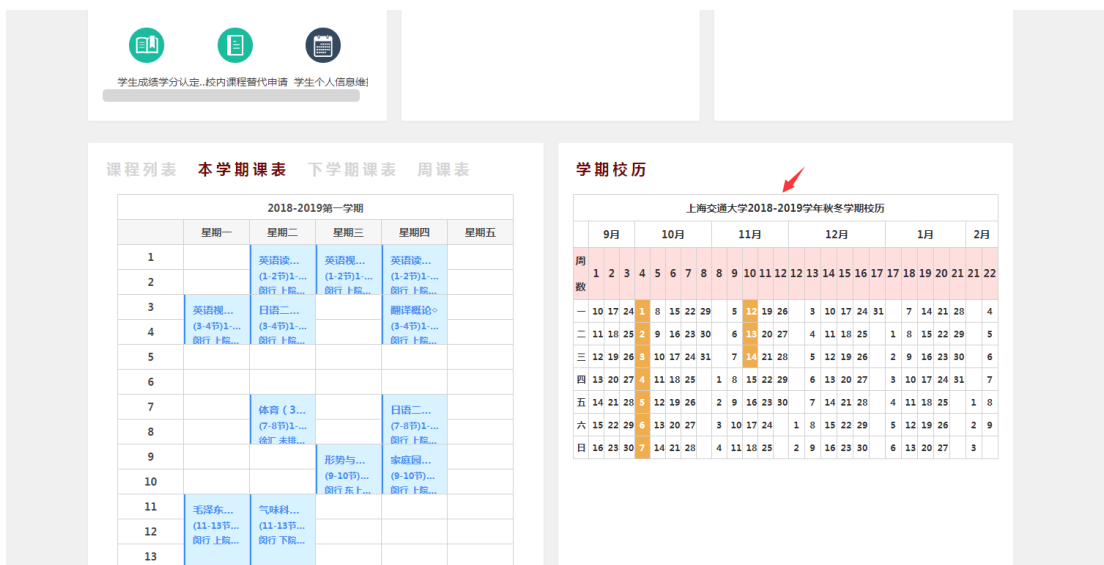 学生成绩学分认定..
校内课程替代申请
学生个人信息维
课程列表 本学期课表 下学期课表 周课表
2018-2019第一学期
星期一 星期二 星期三 星期四 星期五
1
英语读... 英语视... 英语读...
(1-2节)1-... (1-2节)1-... (1-2节)1-...
2
闵行 上院... 闵行 上院... 闵行 上院...
3
英语视... 日语二... 翻译概论○
(3-4节)1-... (3-4节)1-... (3-4节)1-...
4
闵行 上院... 闵行 上院... 闵行 上院...
5
6
7
体育(3... 日语二...
(7-8节)1-... (7-8节)1-...
8
徐汇 未排... 闵行 上院...
9
形势与... 家庭园...
(9-10节)... (9-10节)...
10
闵行 东上... 闵行 上院...
11
毛泽东... 气味科...
(11-13节... (11-13节...
12
闵行 上院... 闵行 下院...
13
学期校历
上海交通大学2018-2019学年秋冬学期校历
9月 10月 11月 12月 1月 2月
周数 1 2 3 4 5 6 7 8 8 9 10 11 12 12 13 14 15 16 17 17 18 19 20 21 21 22
一 10 17 24 1 8 15 22 29 5 12 19 26 3 10 17 24 31 7 14 21 28 4
二 11 18 25 2 9 16 23 30 6 13 20 27 4 11 18 25 1 8 15 22 29 5
三 12 19 26 3 10 17 24 31 7 14 21 28 5 12 19 26 2 9 16 23 30 6
四 13 20 27 4 11 18 25 1 8 15 22 29 6 13 20 27 3 10 17 24 31 7
五 14 21 28 5 12 19 26 2 9 16 23 30 7 14 21 28 4 11 18 25 1 8
六 15 22 29 6 13 20 27 3 10 17 24 1 8 15 22 29 5 12 19 26 2 9
日 16 23 30 7 14 21 28 4 11 18 25 2 9 16 23 30 6 13 20 27 3